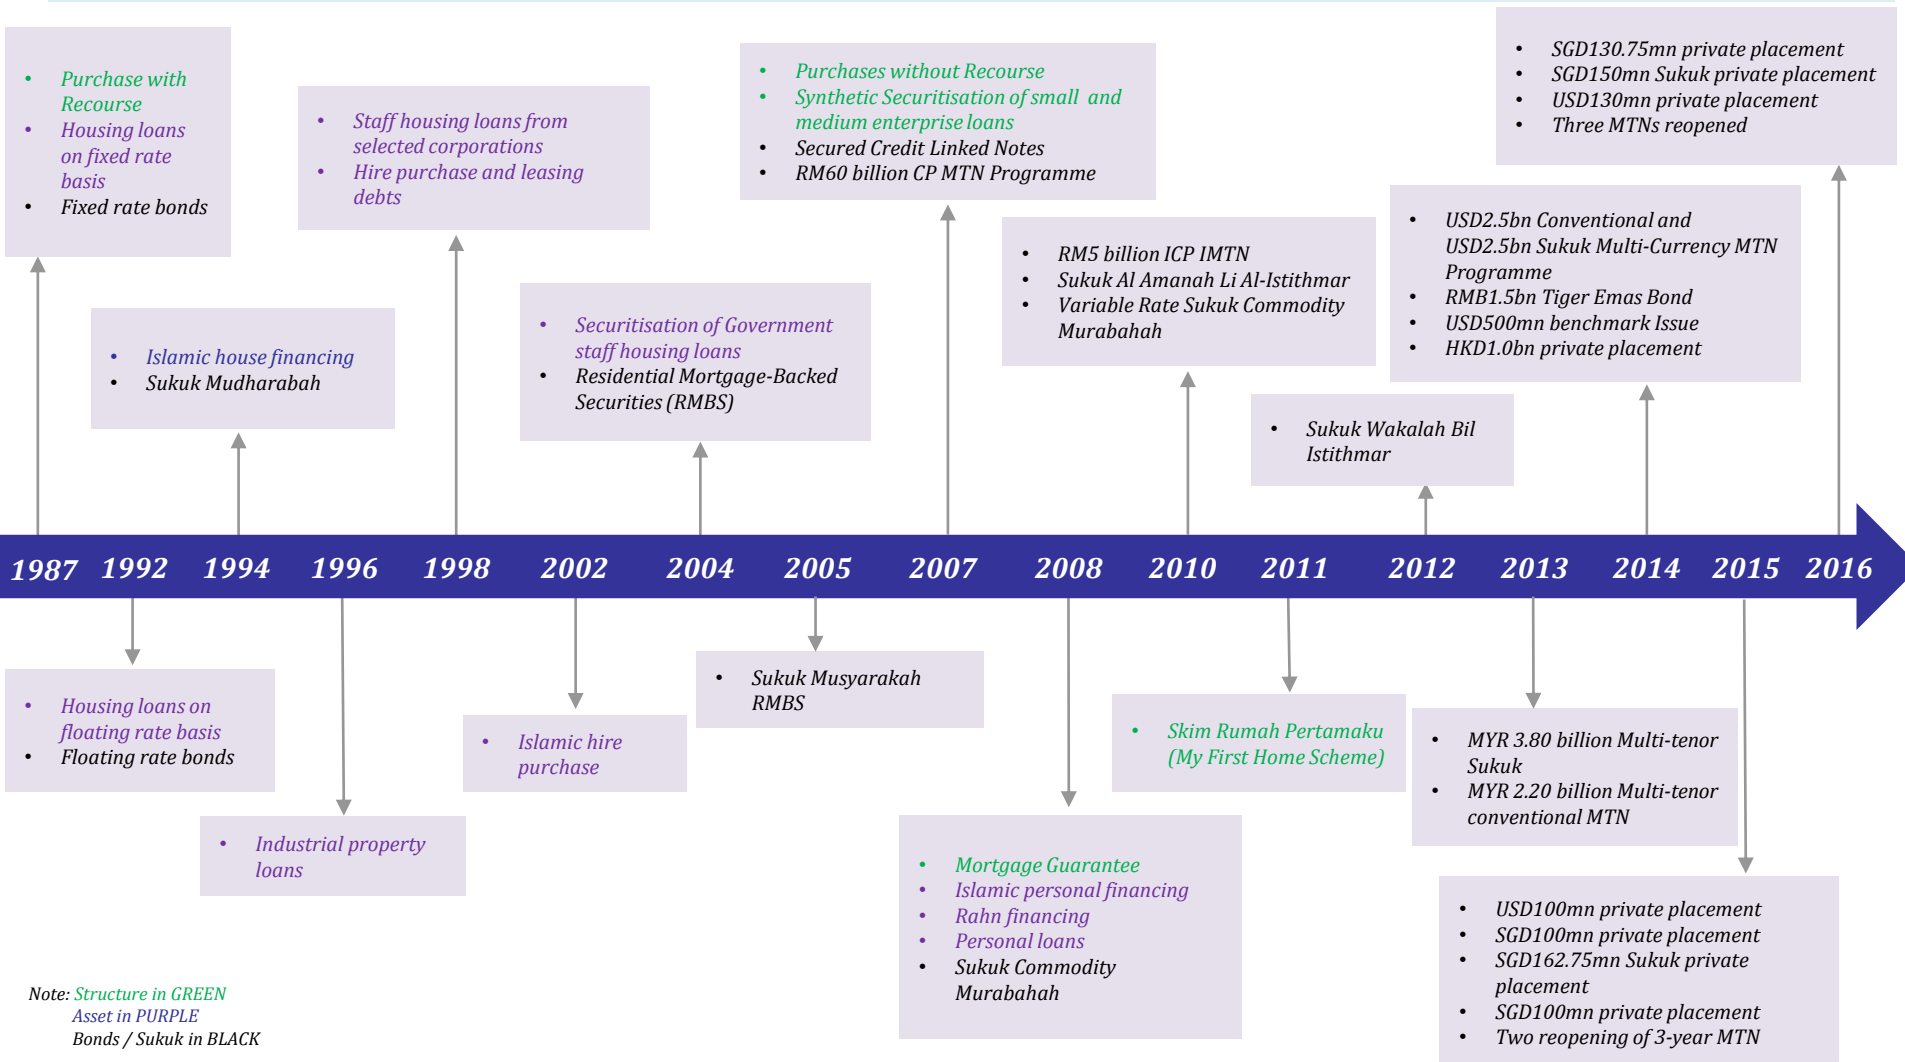 Purchase with
Recourse
Housing loans
on fixed rate
basis
Fixed rate bonds
Islamic house financing
Sukuk Mudharabah
Staff housing loans from
selected corporations
Hire purchase and leasing
debts
Securitisation of Government
staff housing loans
Residential Mortgage-Backed
Securities (RMBS)
Purchases without Recourse
Synthetic Securitisation of small and
medium enterprise loans
Secured Credit Linked Notes
RM60 billion CP MTN Programme
RM5 billion ICP IMTN
Sukuk Al Amanah Li Al-Istithmar
Variable Rate Sukuk Commodity
Murabahah
Sukuk Wakalah Bil
Istithmar
USD2.5bn Conventional and
USD2.5bn Sukuk Multi-Currency MTN
Programme
RMB1.5bn Tiger Emas Bond
USD500mn benchmark Issue
HKD1.0bn private placement
SGD130.75mn private placement
SGD150mn Sukuk private placement
USD130mn private placement
Three MTNs reopened
1987 1992 1994 1996 1998 2002 2004 2005 2007 2008 2010 2011 2012 2013 2014 2015 2016
Housing loans on
floating rate basis
Floating rate bonds
Industrial property
loans
Islamic hire
purchase
Sukuk Musyarakah
RMBS
Mortgage Guarantee
Islamic personal financing
Rahn financing
Personal loans
Sukuk Commodity
Murabahah
Skim Rumah Pertamaku
(My First Home Scheme)
MYR 3.80 billion Multi-tenor
Sukuk
MYR 2.20 billion Multi-tenor
conventional MTN
USD100mn private placement
SGD100mn private placement
SGD162.75mn Sukuk private
placement
SGD100mn private placement
Two reopening of 3-year MTN
Note: Structure in GREEN
Asset in PURPLE
Bonds / Sukuk in BLACK